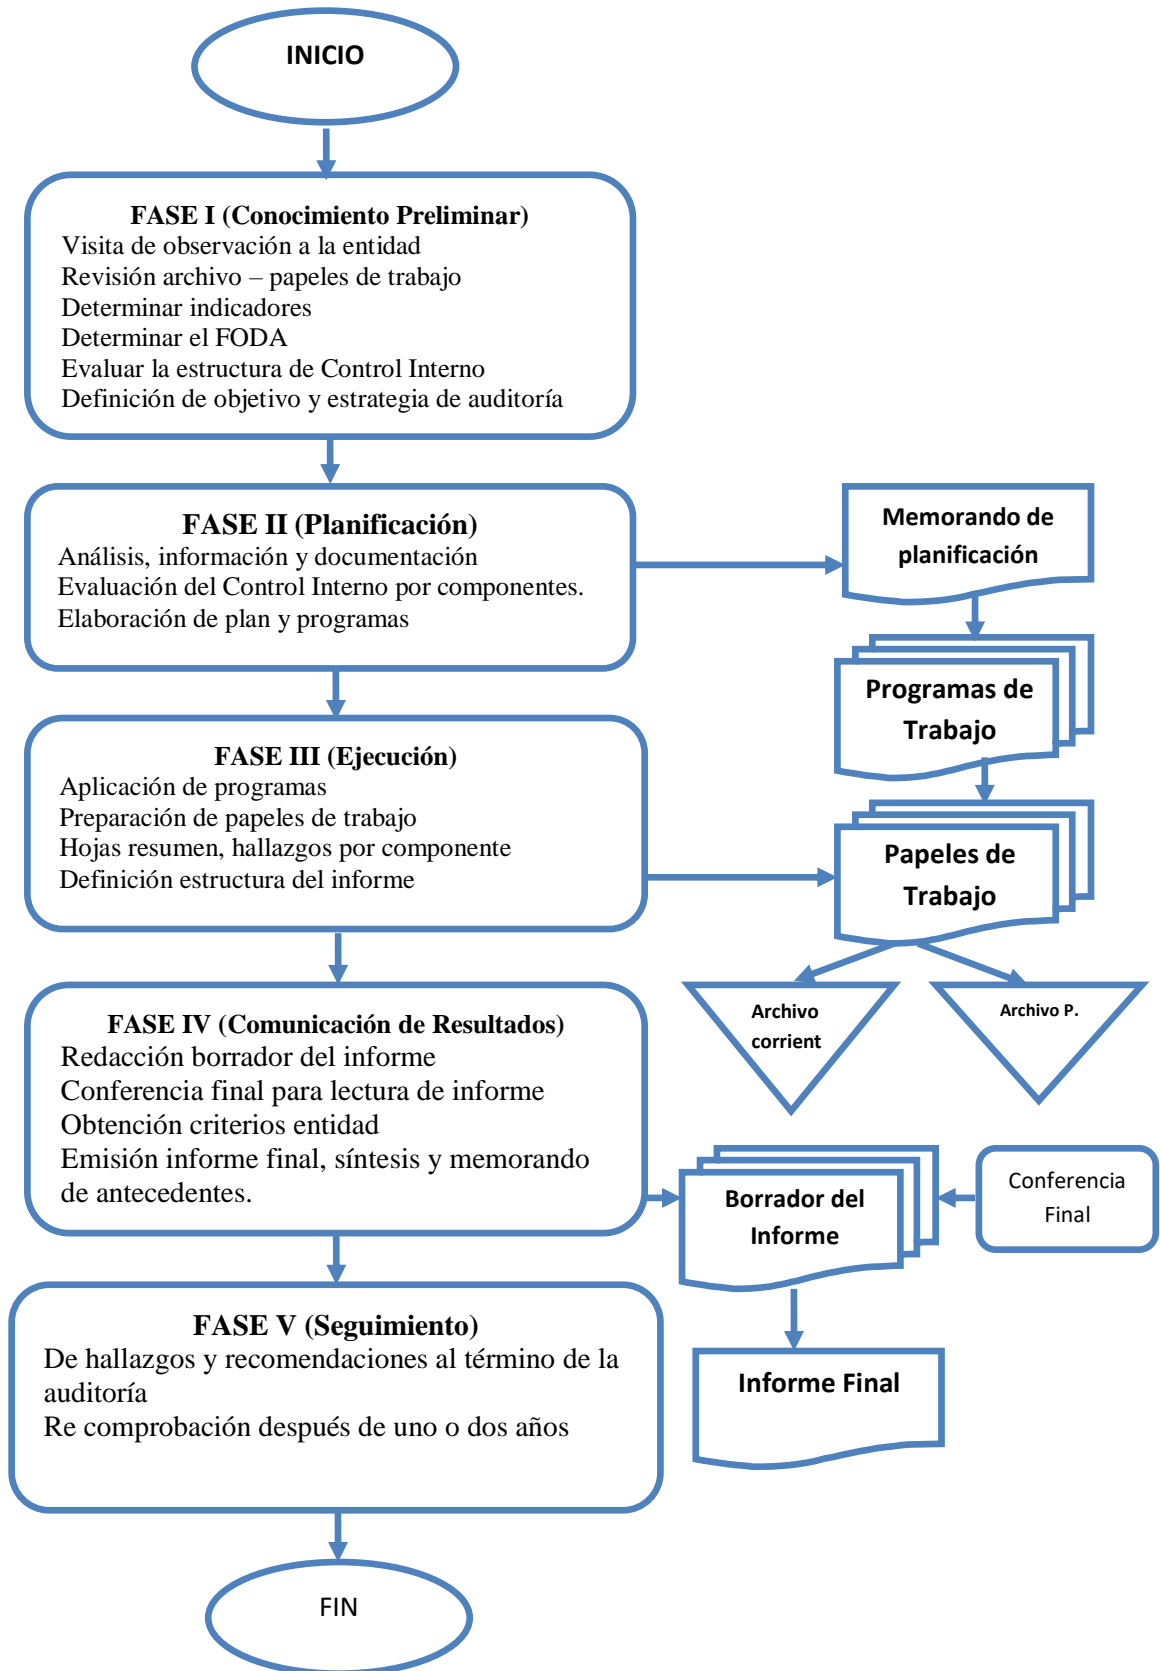 INICIO
FASE I (Conocimiento Preliminar)
Visita de observación a la entidad
Revisión archivo – papeles de trabajo
Determinar indicadores
Determinar el FODA
Evaluar la estructura de Control Interno
Definición de objetivo y estrategia de auditoría
FASE II (Planificación)
Análisis, información y documentación
Evaluación del Control Interno por componentes.
Elaboración de plan y programas
Memorando de
planificación
Programas de
Trabajo
FASE III (Ejecución)
Aplicación de programas
Preparación de papeles de trabajo
Hojas resumen, hallazgos por componente
Definición estructura del informe
Papeles de
Trabajo
Archivo
corrient
Archivo P.
FASE IV (Comunicación de Resultados)
Redacción borrador del informe
Conferencia final para lectura de informe
Obtención criterios entidad
Emisión informe final, síntesis y memorando
de antecedentes.
Borrador del
Informe
Conferencia
Final
FASE V (Seguimiento)
De hallazgos y recomendaciones al término de la
auditoría
Re comprobación después de uno o dos años
Informe Final
FIN